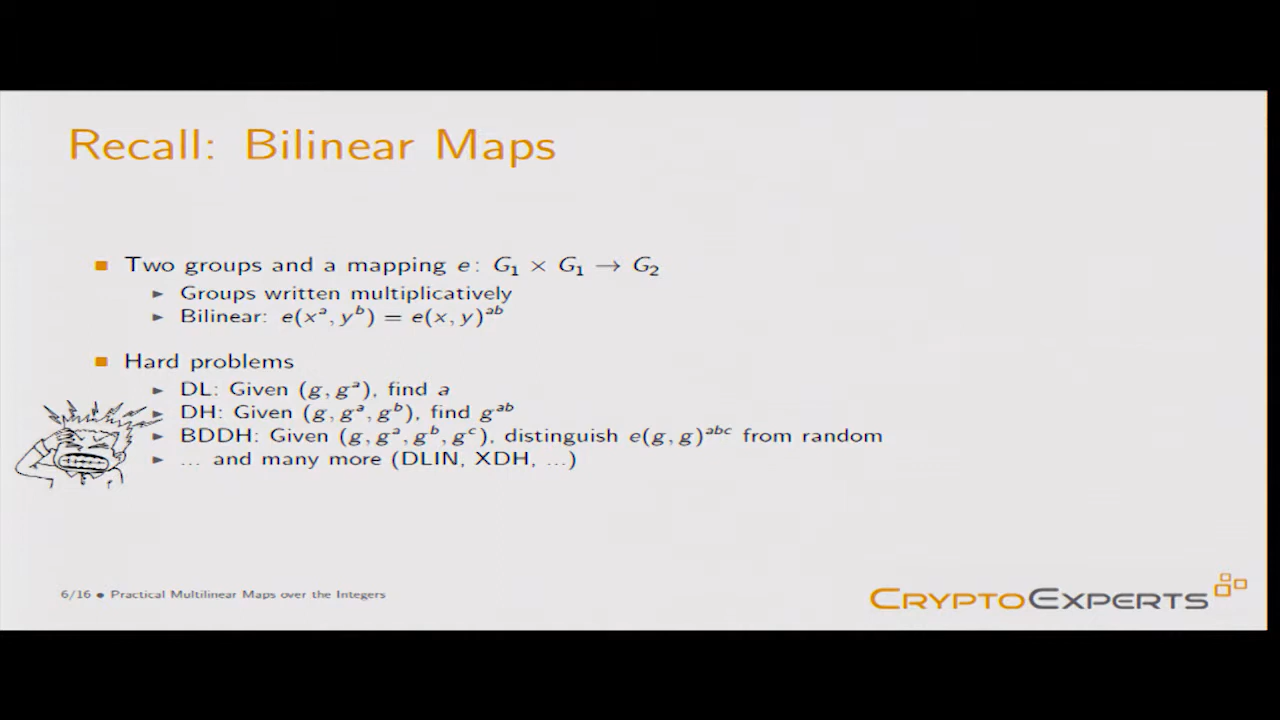 Recall: Bilinear Maps
Two groups and a mapping e: G₁ × G₁ → G₂
Groups written multiplicatively
Bilinear: e(xᵃ, yᵇ) = e(x, y)ᵃᵇ
Hard problems
DL: Given (g, gᵃ), find a
DH: Given (g, gᵃ, gᵇ), find gᵃᵇ
BDDH: Given (g, gᵃ, gᵇ, gᶜ), distinguish e(g, g)ᵃᵇᶜ from random
... and many more (DLIN, XDH, ...)
6/16 • Practical Multilinear Maps over the Integers
CRYPTOEXPERTS